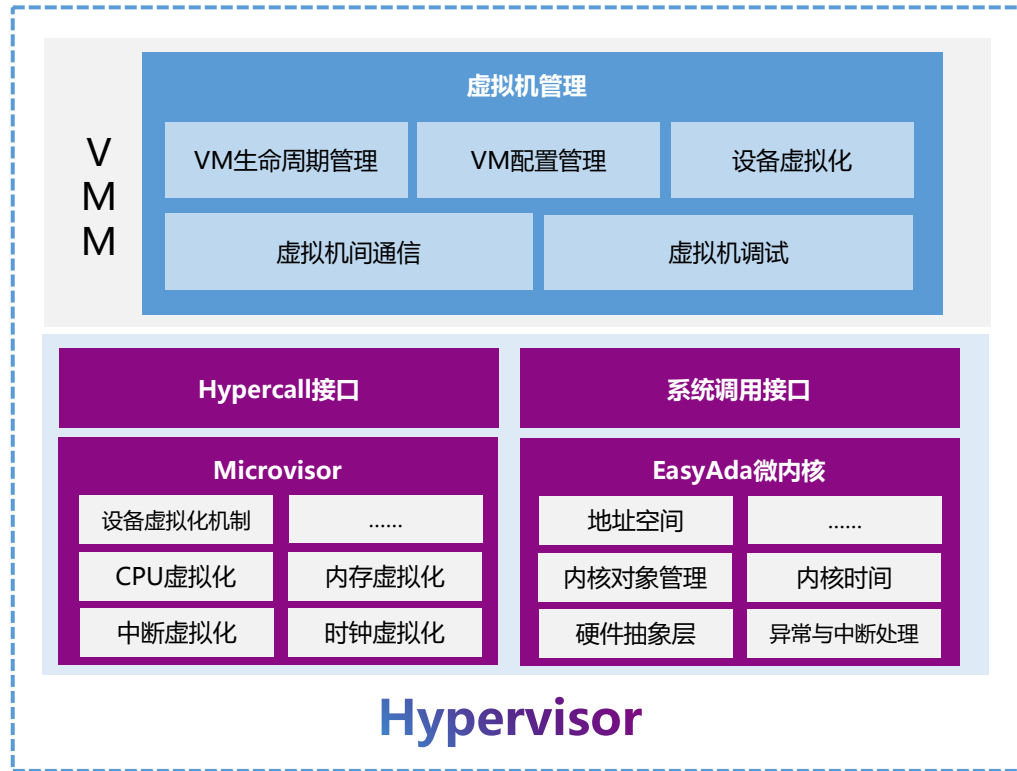 虚拟机管理
VMM
VM生命周期管理
VM配置管理
设备虚拟化
虚拟机间通信
虚拟机调试
Hypercall接口
系统调用接口
Microvisor
设备虚拟化机制
......
CPU虚拟化
内存虚拟化
中断虚拟化
时钟虚拟化
EasyAda微内核
地址空间
......
内核对象管理
内核时间
硬件抽象层
异常与中断处理
Hypervisor